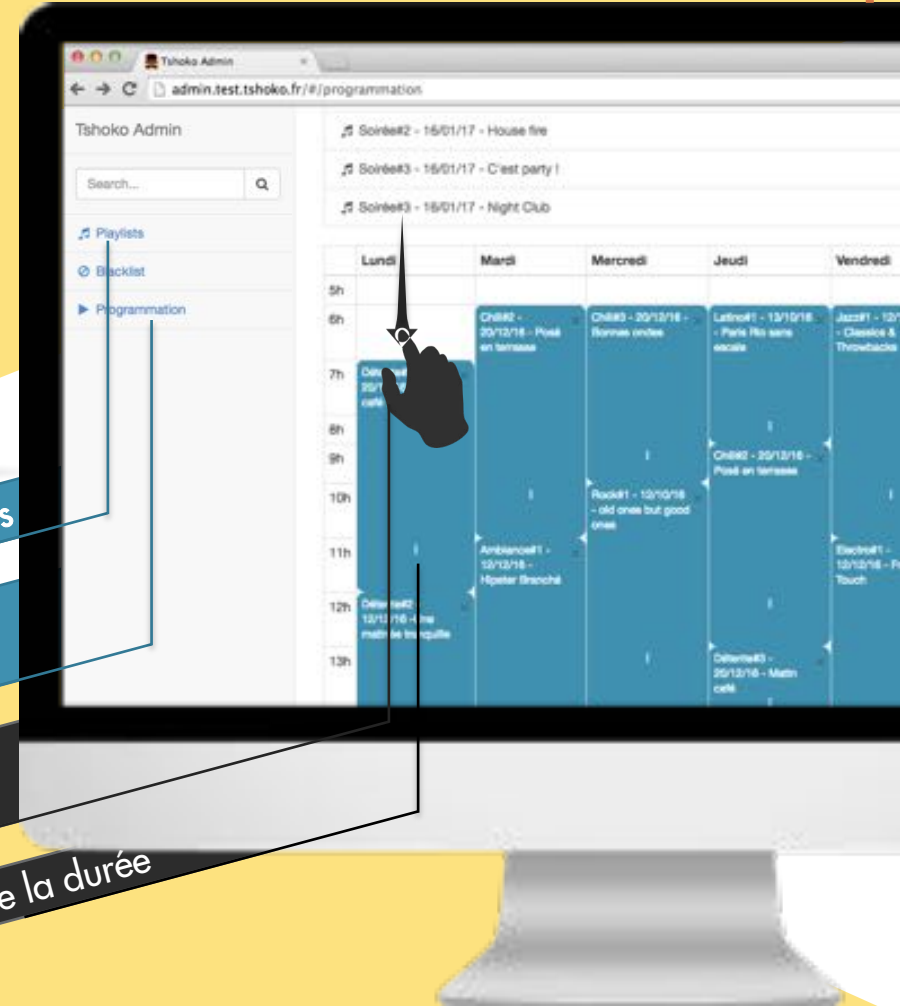 Tshoko Admin
admin.test.tshoko.fr/#/programmation
Tshoko Admin
Search...
Playlists
Blacklist
Programmation
Soirée#2 - 16/01/17 - House fire
Soirée#3 - 16/01/17 - C'est party !
Soirée#3 - 16/01/17 - Night Club
Lundi Mardi Mercredi Jeudi Vendredi
5h
6h
7h
8h
9h
10h
11h
12h
13h
Détente#2 -
12/12/16 - Une
matinée tranquille
Chill#2 -
20/12/16 - Posé
en terrasse
Ambiance#1 -
12/12/16 -
Hipster Branché
Chill#3 - 20/12/16 -
Bonnes ondes
Rock#1 - 12/10/16
- old ones but good
ones
Latino#1 - 13/10/16
- Paris Rio sans
escale
Chill#2 - 20/12/16 -
Posé en terrasse
Détente#3 -
20/12/16 - Matin
café
Jazz#1 - 12/1
- Classics &
Throwbacks
Electro#1 -
12/12/16 - Fr
Touch
s
e la durée